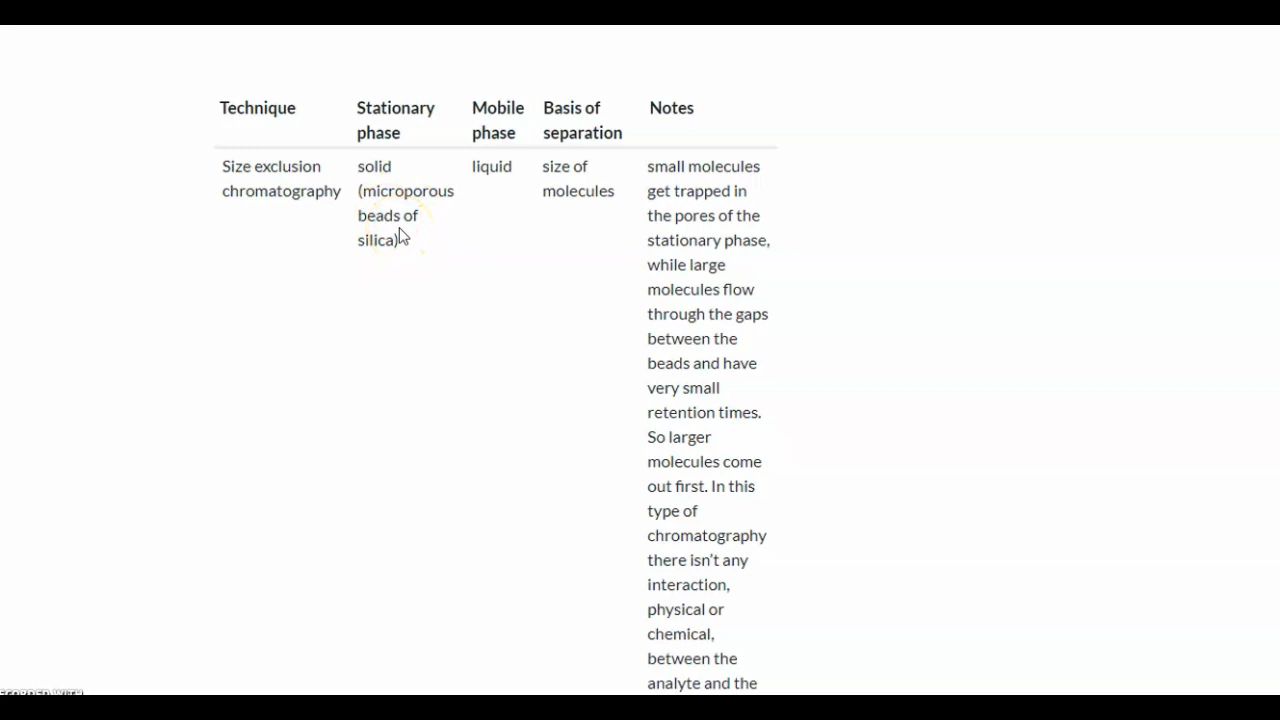 Technique
Stationary
phase
Mobile
phase
Basis of
separation
Notes
Size exclusion
chromatography
solid
(microporous
beads of
silica)
liquid
size of
molecules
small molecules
get trapped in
the pores of the
stationary phase,
while large
molecules flow
through the gaps
between the
beads and have
very small
retention times.
So larger
molecules come
out first. In this
type of
chromatography
there isn't any
interaction,
physical or
chemical,
between the
analyte and the